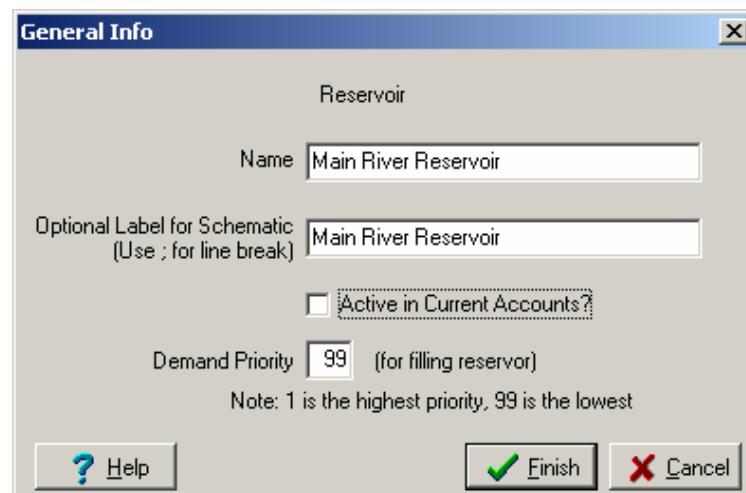 General Info
Reservoir
Name Main River Reservoir
Optional Label for Schematic
(Use ; for line break) Main River Reservoir
Active in Current Accounts?
Demand Priority 99 (for filling reservor)
Note: 1 is the highest priority, 99 is the lowest
? Help Finish Cancel